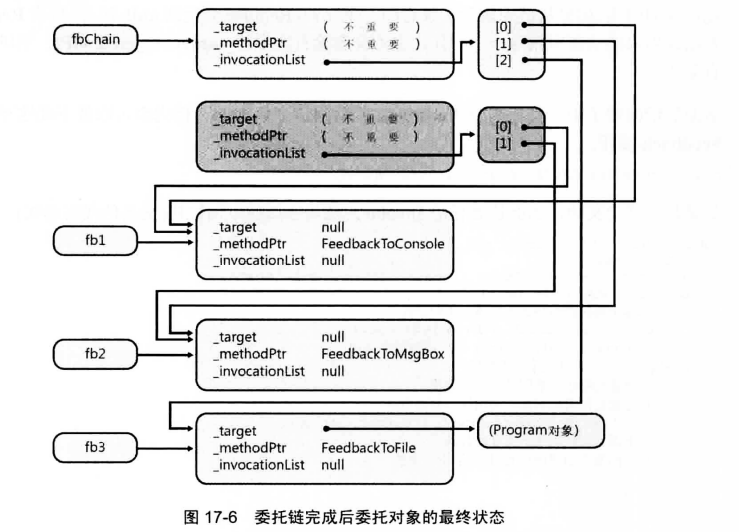 fbChain
_target ( 不 重 要 )
_methodPtr ( 不 重 要 )
_invocationList
[0]
[1]
[2]
_target ( 不 重 要 )
_methodPtr ( 不 重 要 )
_invocationList
[0]
[1]
fb1
_target null
_methodPtr FeedbackToConsole
_invocationList null
fb2
_target null
_methodPtr FeedbackToMsgBox
_invocationList null
fb3
_target
_methodPtr FeedbackToFile
_invocationList null
(Program对象)
图 17-6 委托链完成后委托对象的最终状态